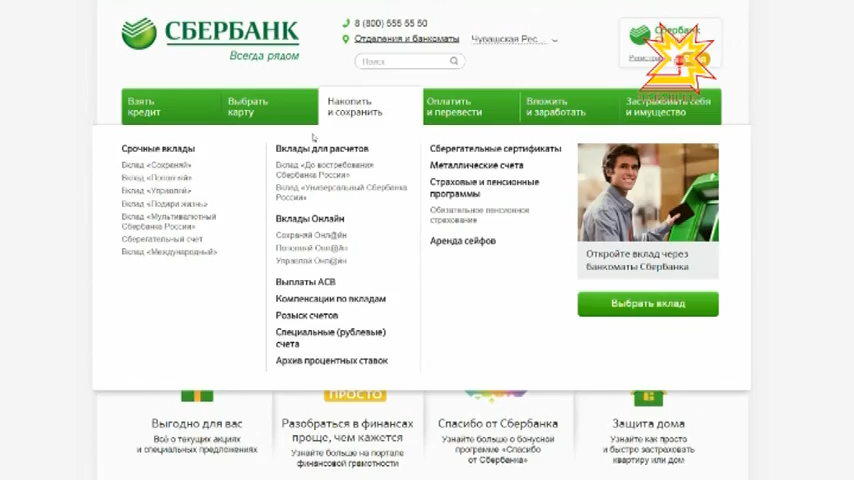 СБЕРБАНК
Всегда рядом
8 (800) 555 55 50
Отделения и банкоматы
Чувашская Рес...
Поиск
Сбербанк
Взять
кредит
Выбрать
карту
Накопить
и сохранить
Оплатить
и перевести
Вложить
и заработать
Застраховать себя
и имущество
Срочные вклады
Вклад «Сохраняй»
Вклад «Пополняй»
Вклад «Управляй»
Вклад «Подари жизнь»
Вклад «Мультивалютный
Сбербанка России»
Сберегательный счет
Вклад «Международный»
Вклады для расчетов
Вклад «До востребования
Сбербанка России»
Вклад «Универсальный Сбербанка
России»
Вклады Онлайн
Сохраняй Онл@йн
Пополняй Онл@йн
Управляй Онл@йн
Выплаты АСВ
Компенсации по вкладам
Розыск счетов
Специальные (рублевые)
счета
Архив процентных ставок
Сберегательные сертификаты
Металлические счета
Страховые и пенсионные
программы
Обязательное пенсионное
страхование
Аренда сейфов
Откройте вклад через
банкоматы Сбербанка
Выбрать вклад
ПРОСТО
Выгодно для вас
Всё о текущих акциях
и специальных предложениях
Разобраться в финансах
проще, чем кажется
Узнайте больше на портале
финансовой грамотности
Спасибо от Сбербанка
Узнайте больше о бонусной
программе «Спасибо
от Сбербанка»
Защита дома
Узнайте как просто
и быстро застраховать
квартиру или дом